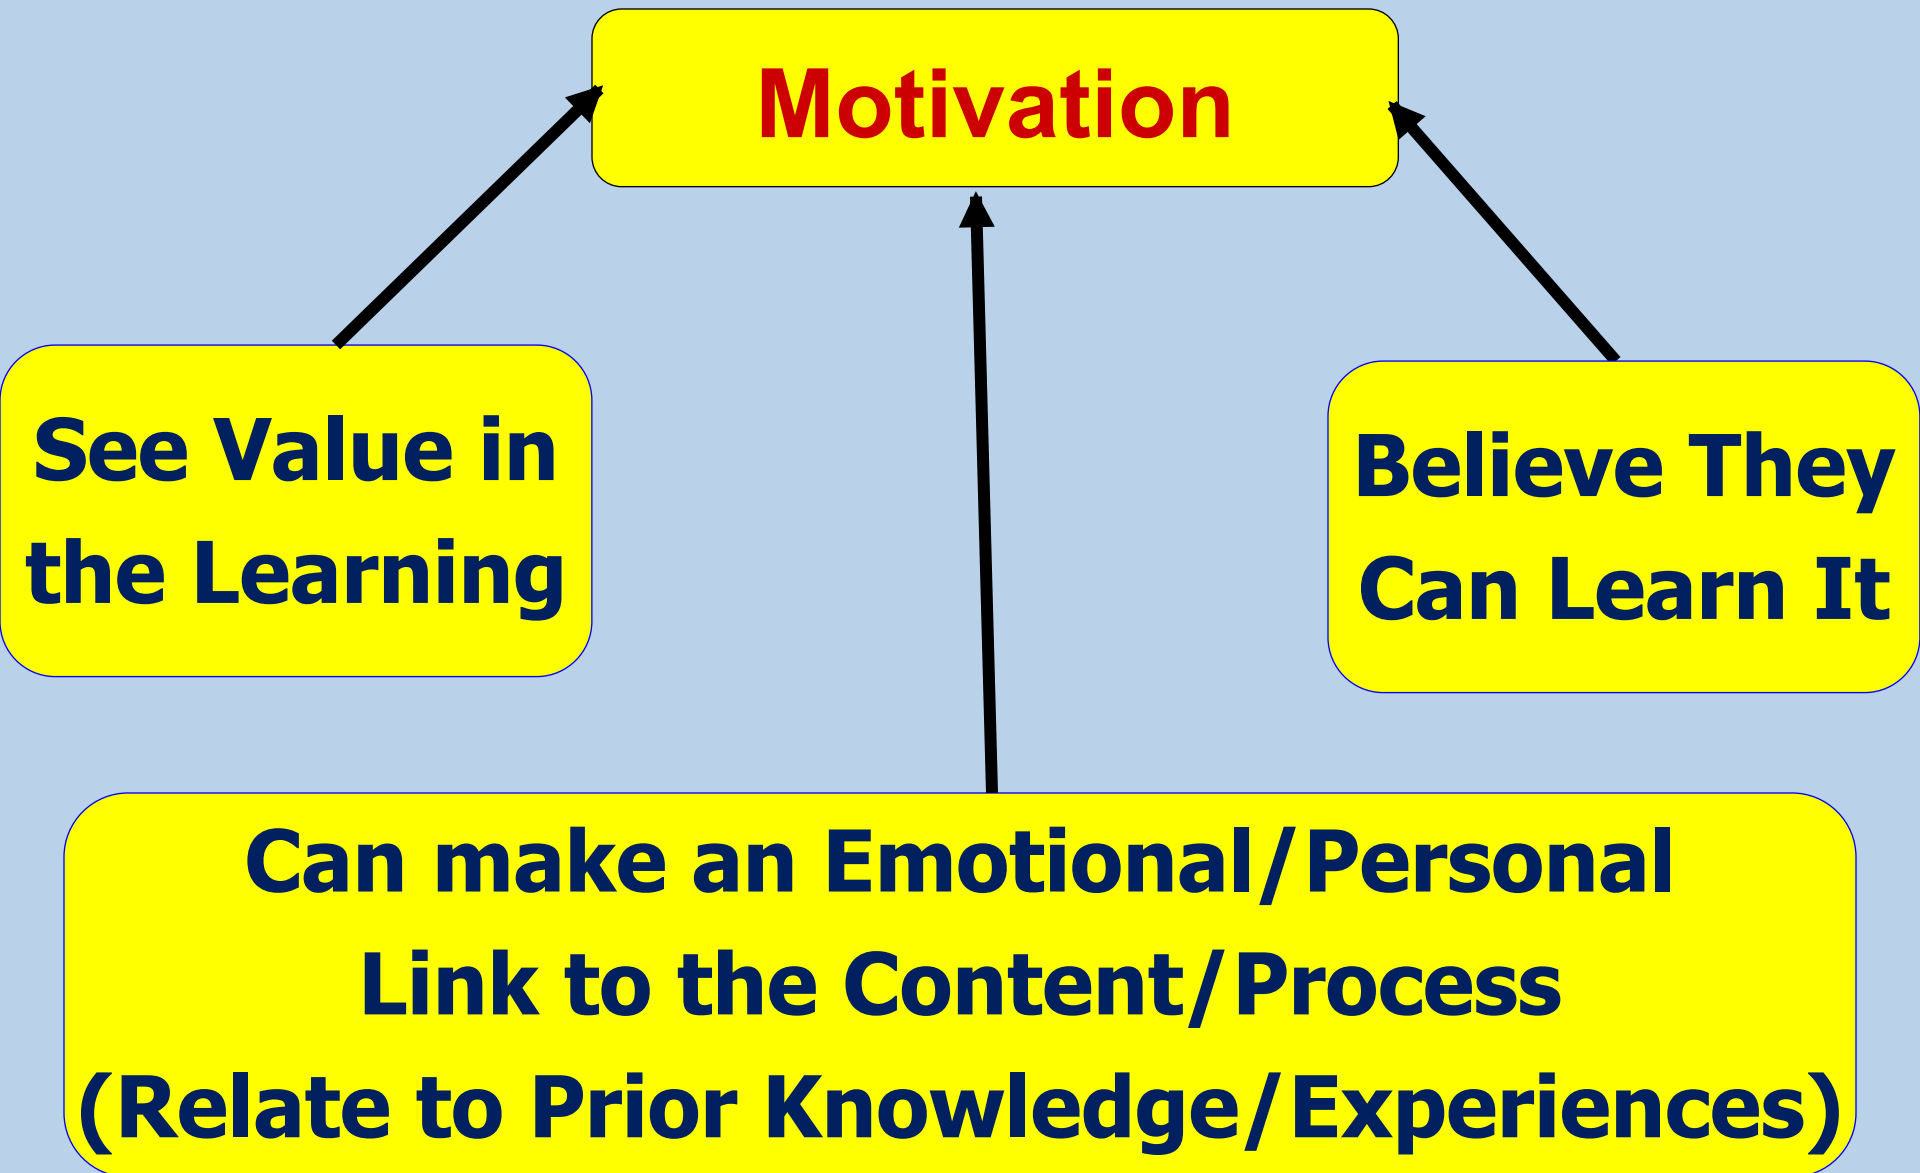 Motivation
See Value in
the Learning
Believe They
Can Learn It
Can make an Emotional/Personal
Link to the Content/Process
(Relate to Prior Knowledge/Experiences)